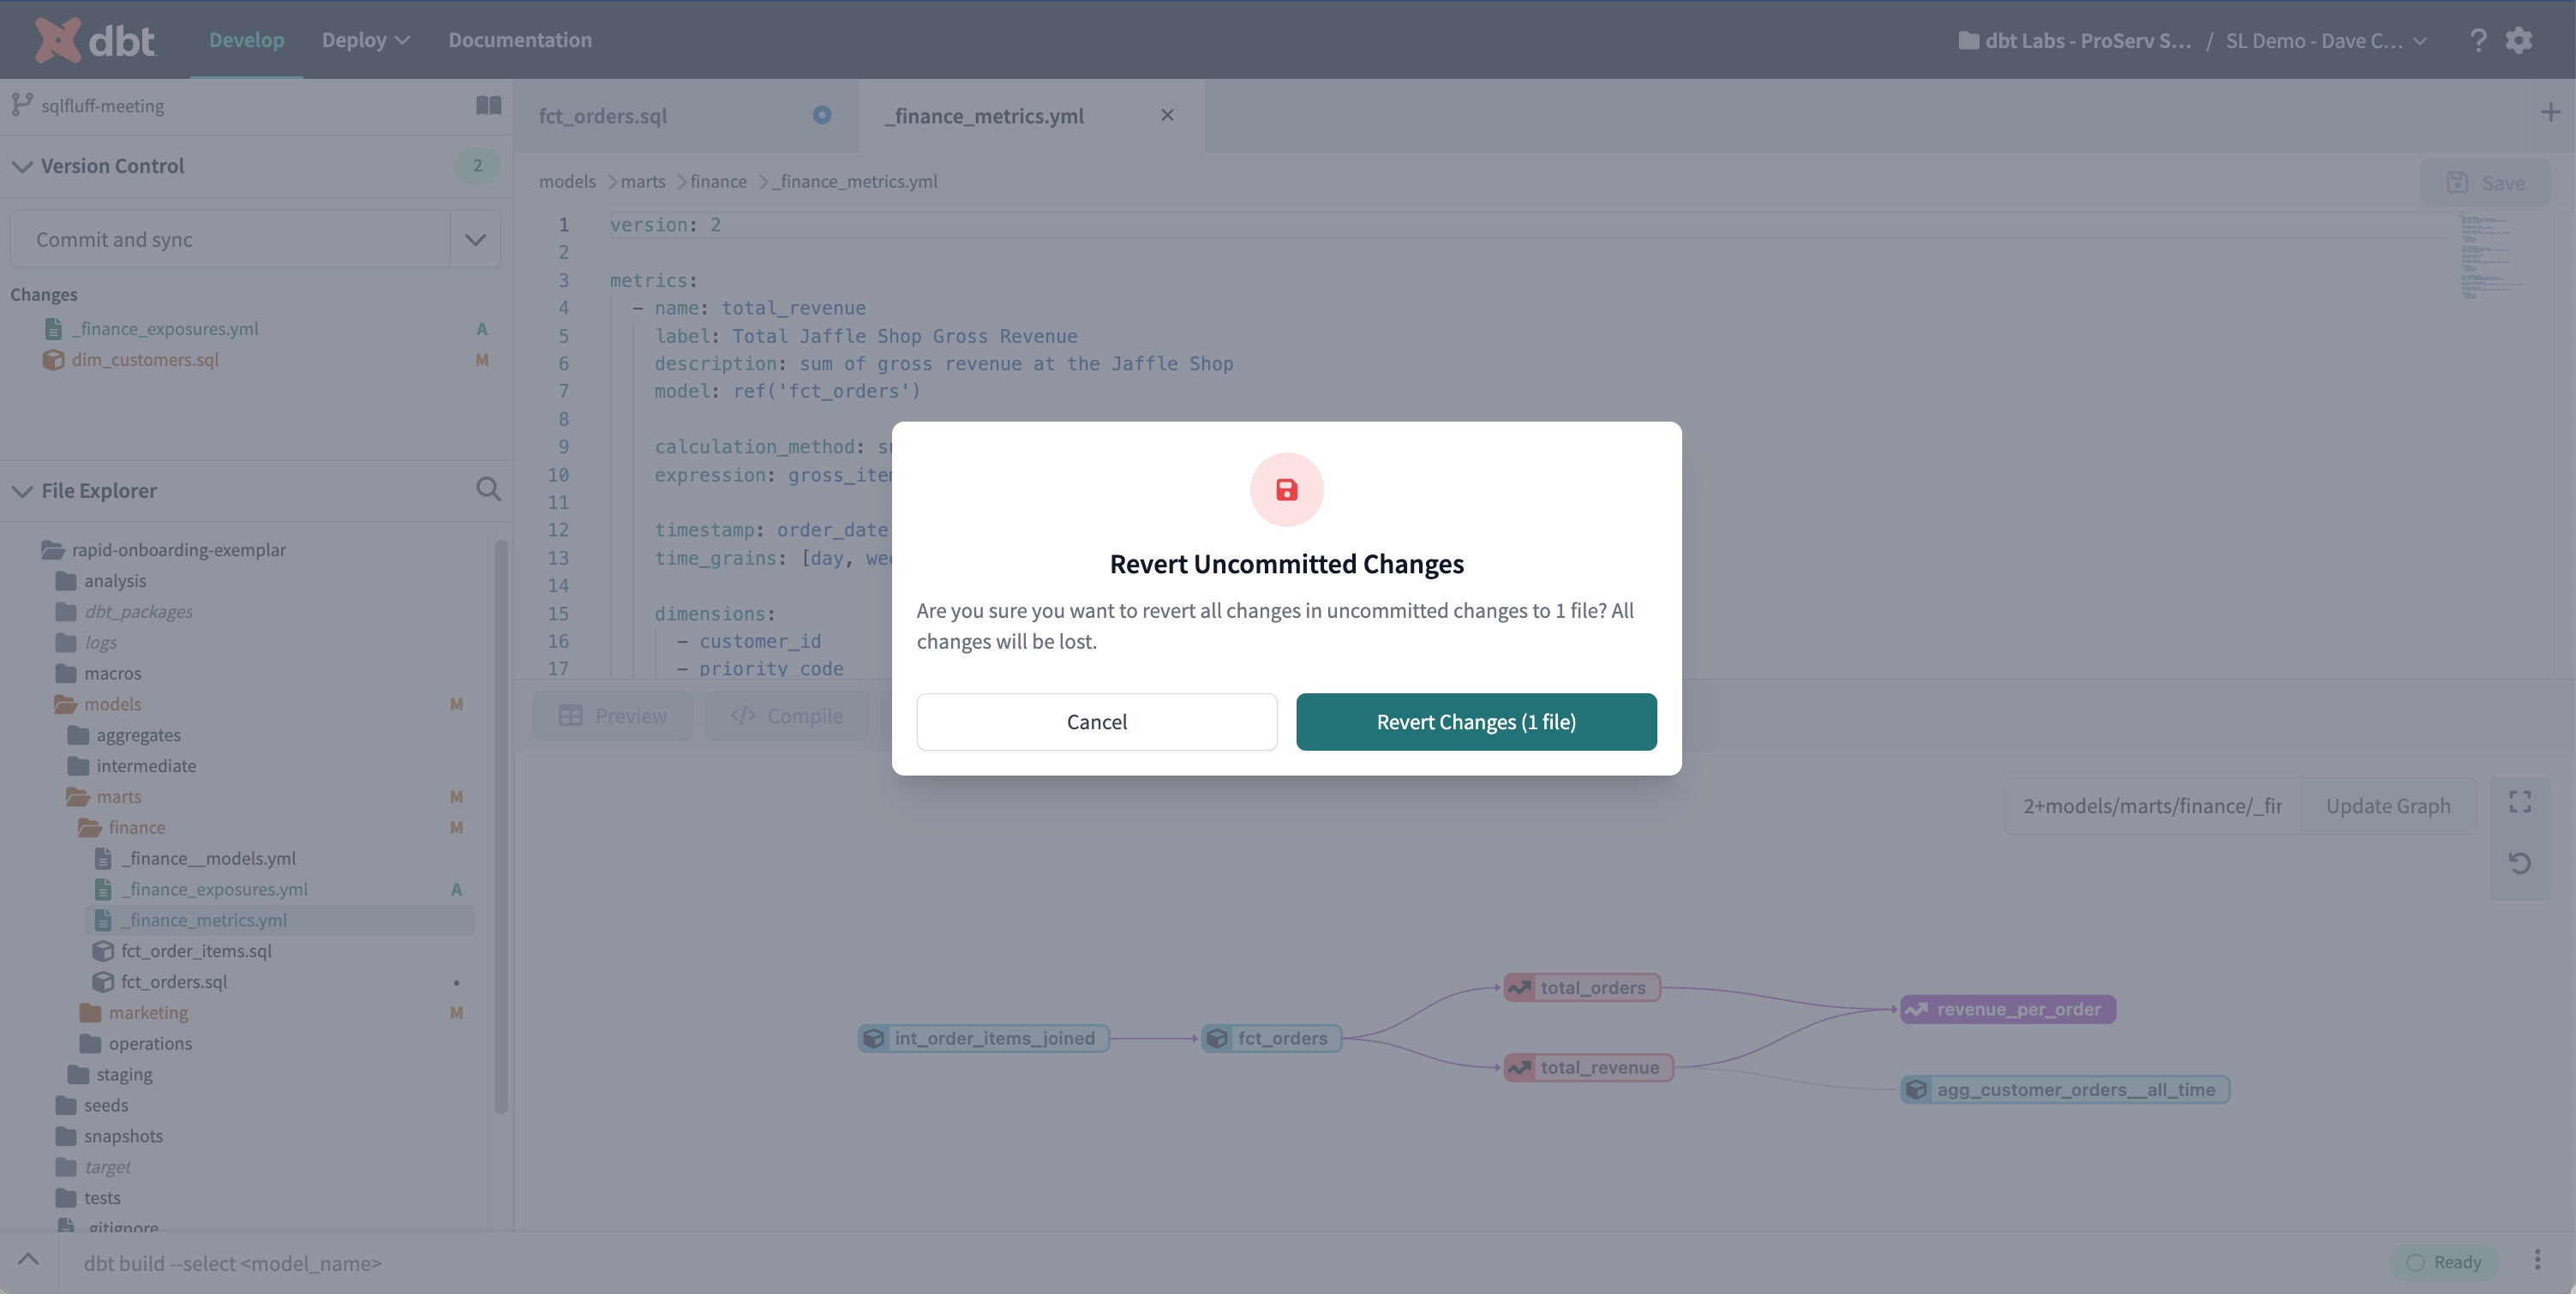 dbt Develop Deploy Documentation dbt Labs - ProServ S... / SL Demo - Dave C... ?
sqlfluff-meeting
Version Control 2
Commit and sync
Changes
_finance_exposures.yml A
dim_customers.sql M
File Explorer
rapid-onboarding-exemplar
analysis
dbt_packages
logs
macros
models M
aggregates
intermediate
marts M
finance M
_finance__models.yml
_finance_exposures.yml A
_finance_metrics.yml
fct_order_items.sql
fct_orders.sql
marketing M
operations
staging
seeds
snapshots
target
tests
.gitignore
fct_orders.sql _finance_metrics.yml
models > marts > finance > _finance_metrics.yml Save
1 version: 2
2
3 metrics:
4 - name: total_revenue
5 label: Total Jaffle Shop Gross Revenue
6 description: sum of gross revenue at the Jaffle Shop
7 model: ref('fct_orders')
8
9 calculation_method:
10 expression:
11
12 timestamp: order_date
13 time_grains: [day,
14
15 dimensions:
16 - customer_id
17 - priority_code
Revert Uncommitted Changes
Are you sure you want to revert all changes in uncommitted changes to 1 file? All
changes will be lost.
Cancel Revert Changes (1 file)
Preview </> Compile
2+models/marts/finance/_fir Update Graph
total_orders
revenue_per_order
int_order_items_joined fct_orders
total_revenue
agg_customer_orders__all_time
dbt build --select <model_name> Ready